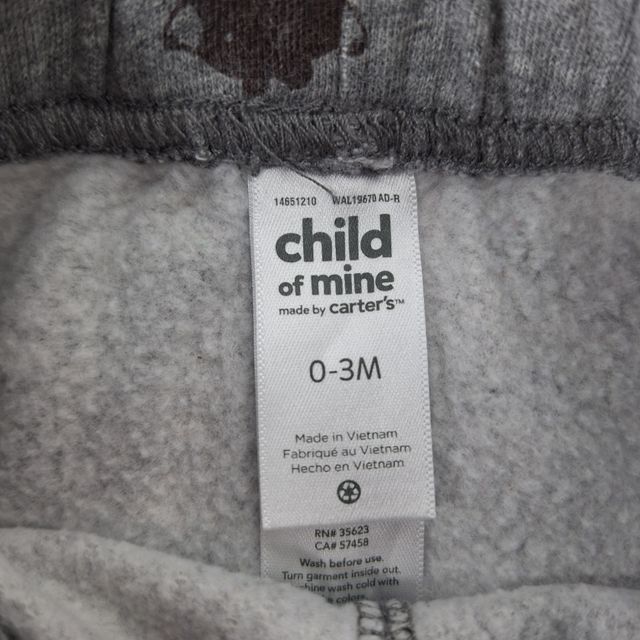 14651210 WAL19670 AD-R
child
of mine
made by carter's™
0-3M
Made in Vietnam
Fabriqué au Vietnam
Hecho en Vietnam
RN# 35623
CA# 57458
Wash before use.
Turn garment inside out.
wash cold with
colors